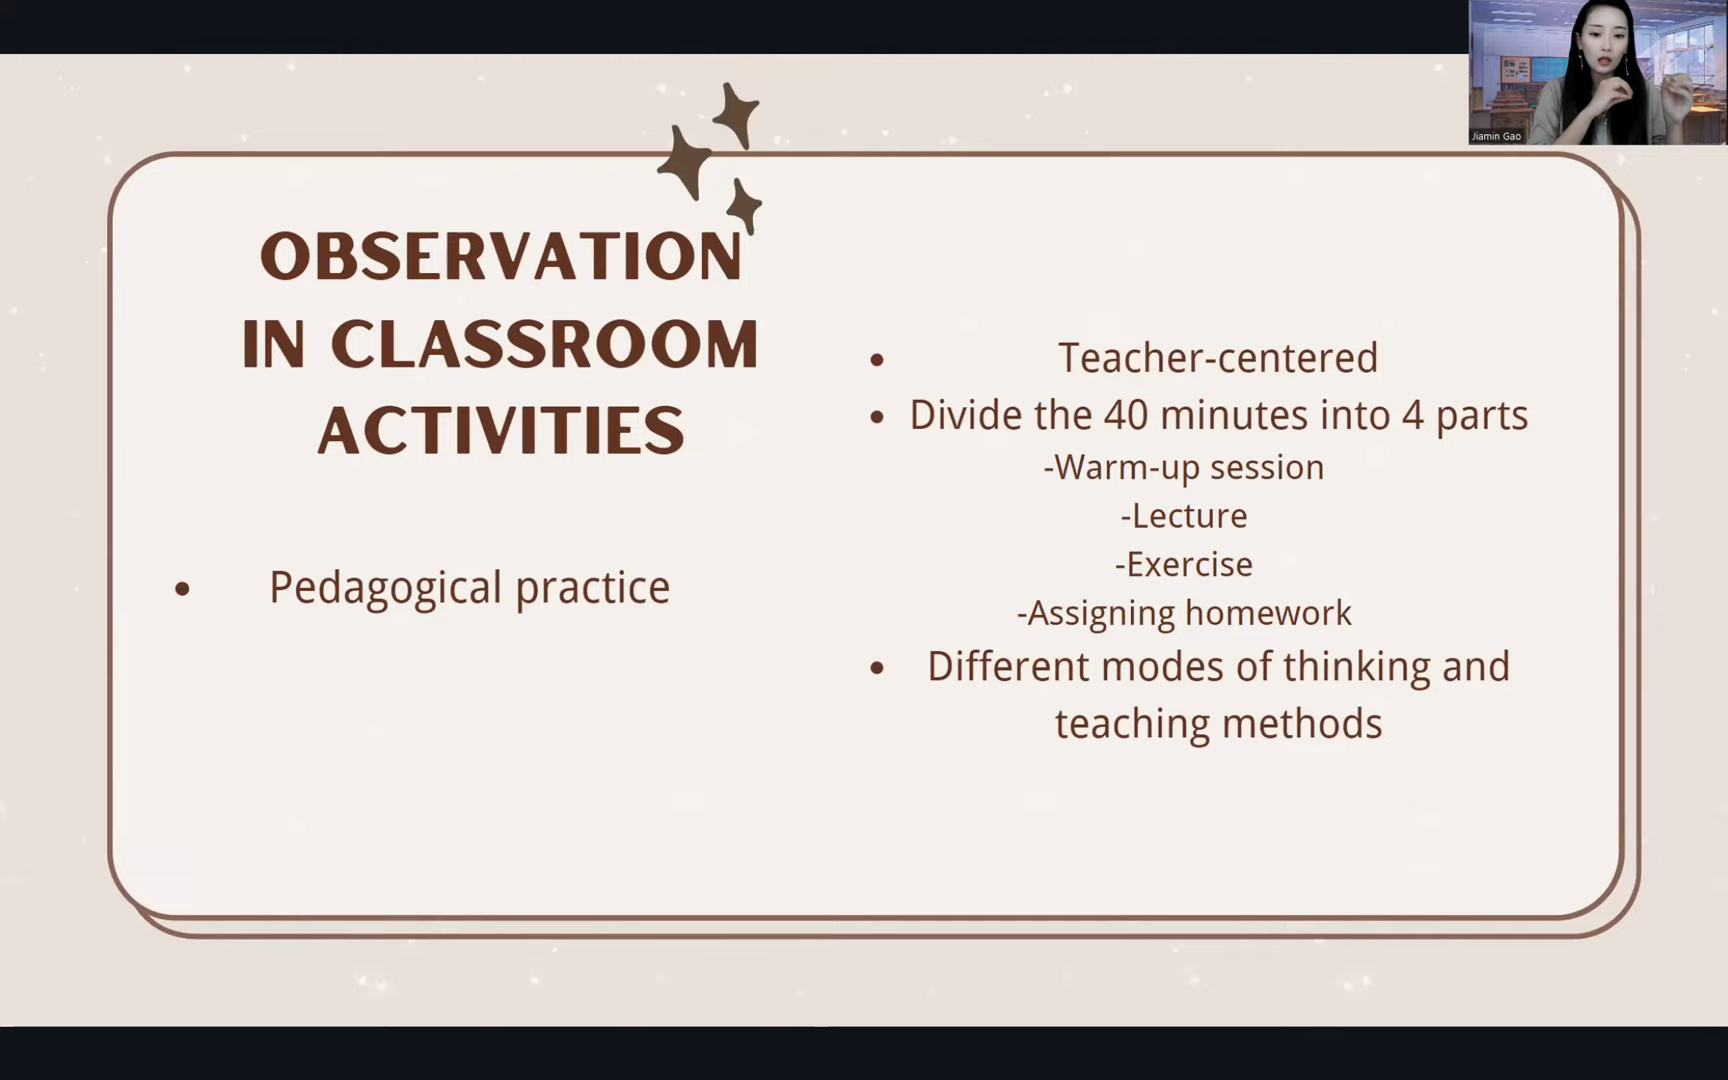 Jiamin Gao
OBSERVATION
IN CLASSROOM
ACTIVITIES
• Pedagogical practice
• Teacher-centered
• Divide the 40 minutes into 4 parts
-Warm-up session
-Lecture
-Exercise
-Assigning homework
• Different modes of thinking and
teaching methods